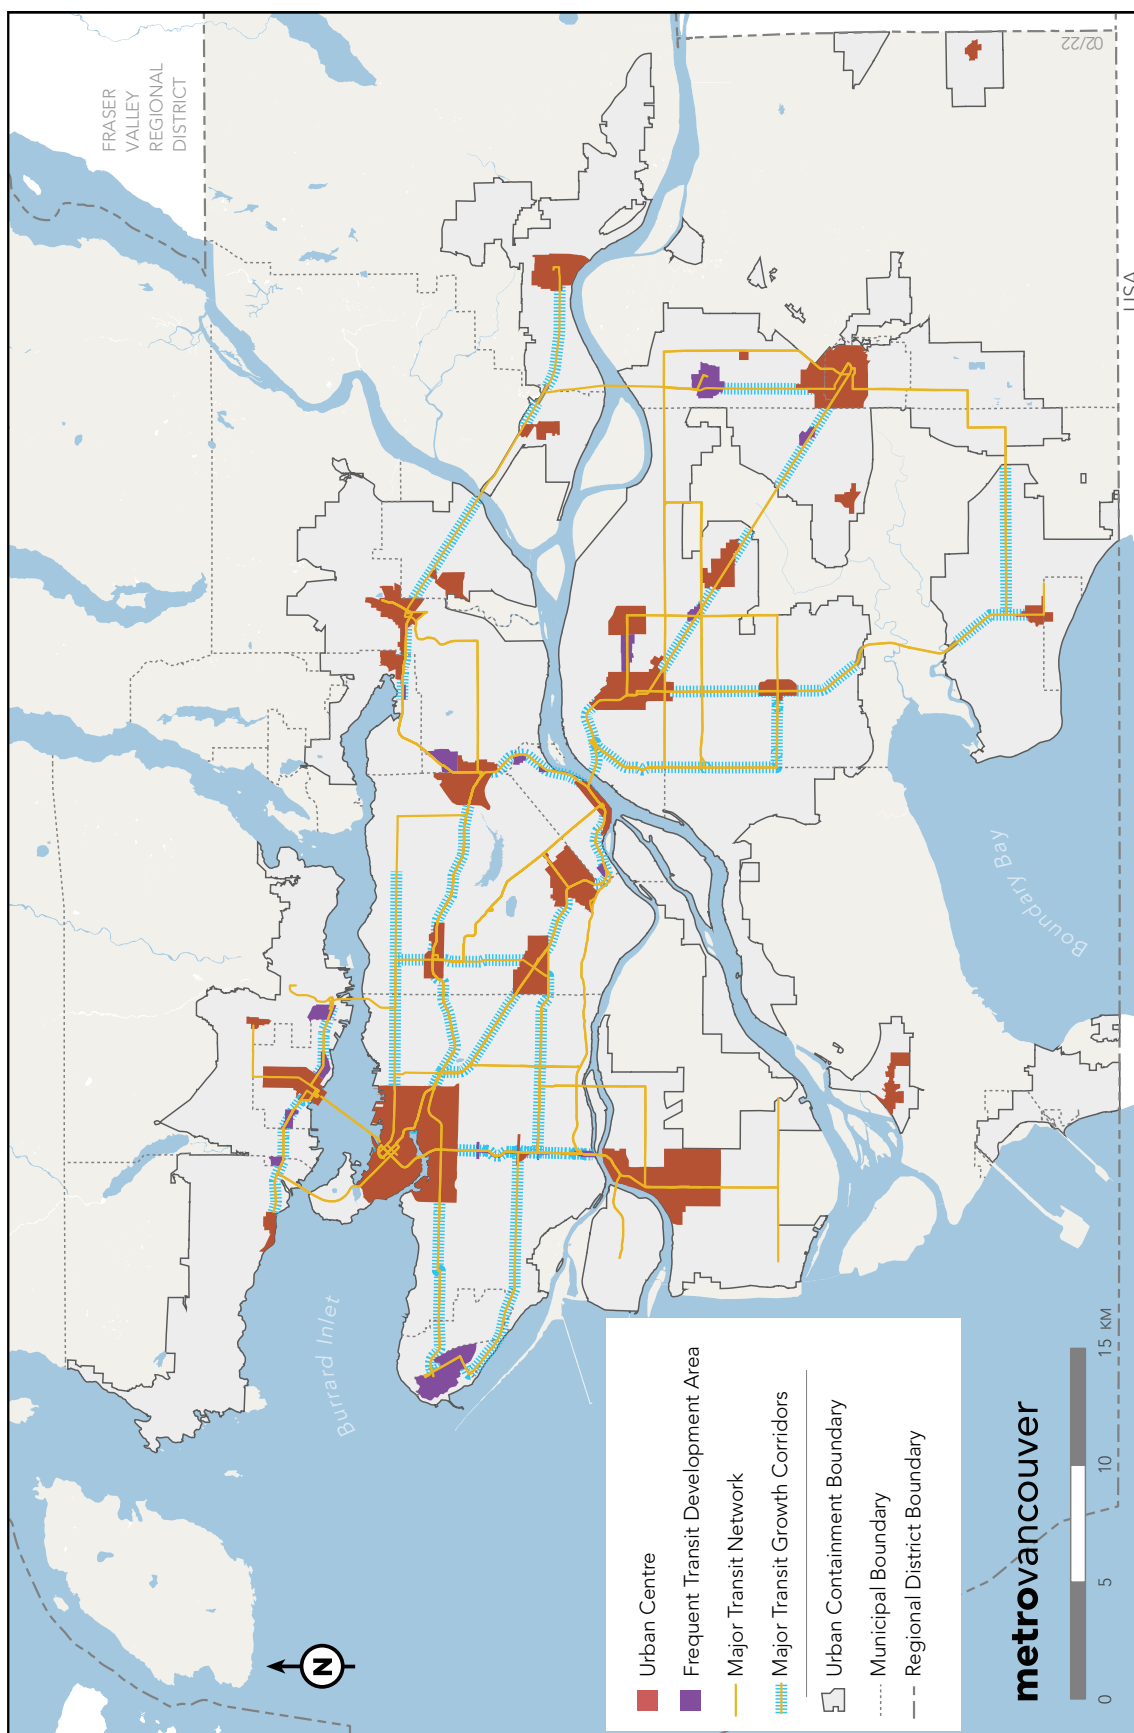 FRASER
VALLEY
REGIONAL
DISTRICT
02/22
USA
Boundary Bay
Burrard Inlet
N
Urban Centre
Frequent Transit Development Area
Major Transit Network
Major Transit Growth Corridors
Urban Containment Boundary
Municipal Boundary
Regional District Boundary
metrovancouver
0 5 10 15 KM